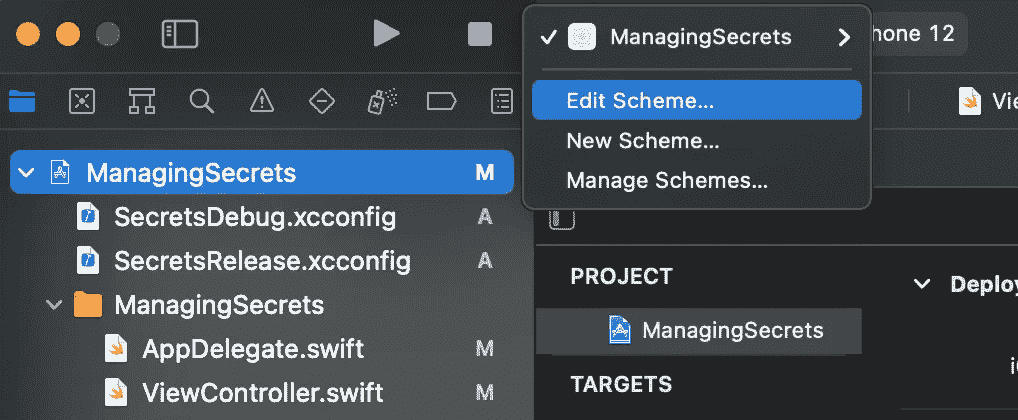 ManagingSecrets
hone 12
Edit Scheme...
New Scheme...
Manage Schemes...
Vi
ManagingSecrets M
SecretsDebug.xcconfig A
SecretsRelease.xcconfig A
ManagingSecrets
AppDelegate.swift M
ViewController.swift M
PROJECT
ManagingSecrets
TARGETS
Deploy